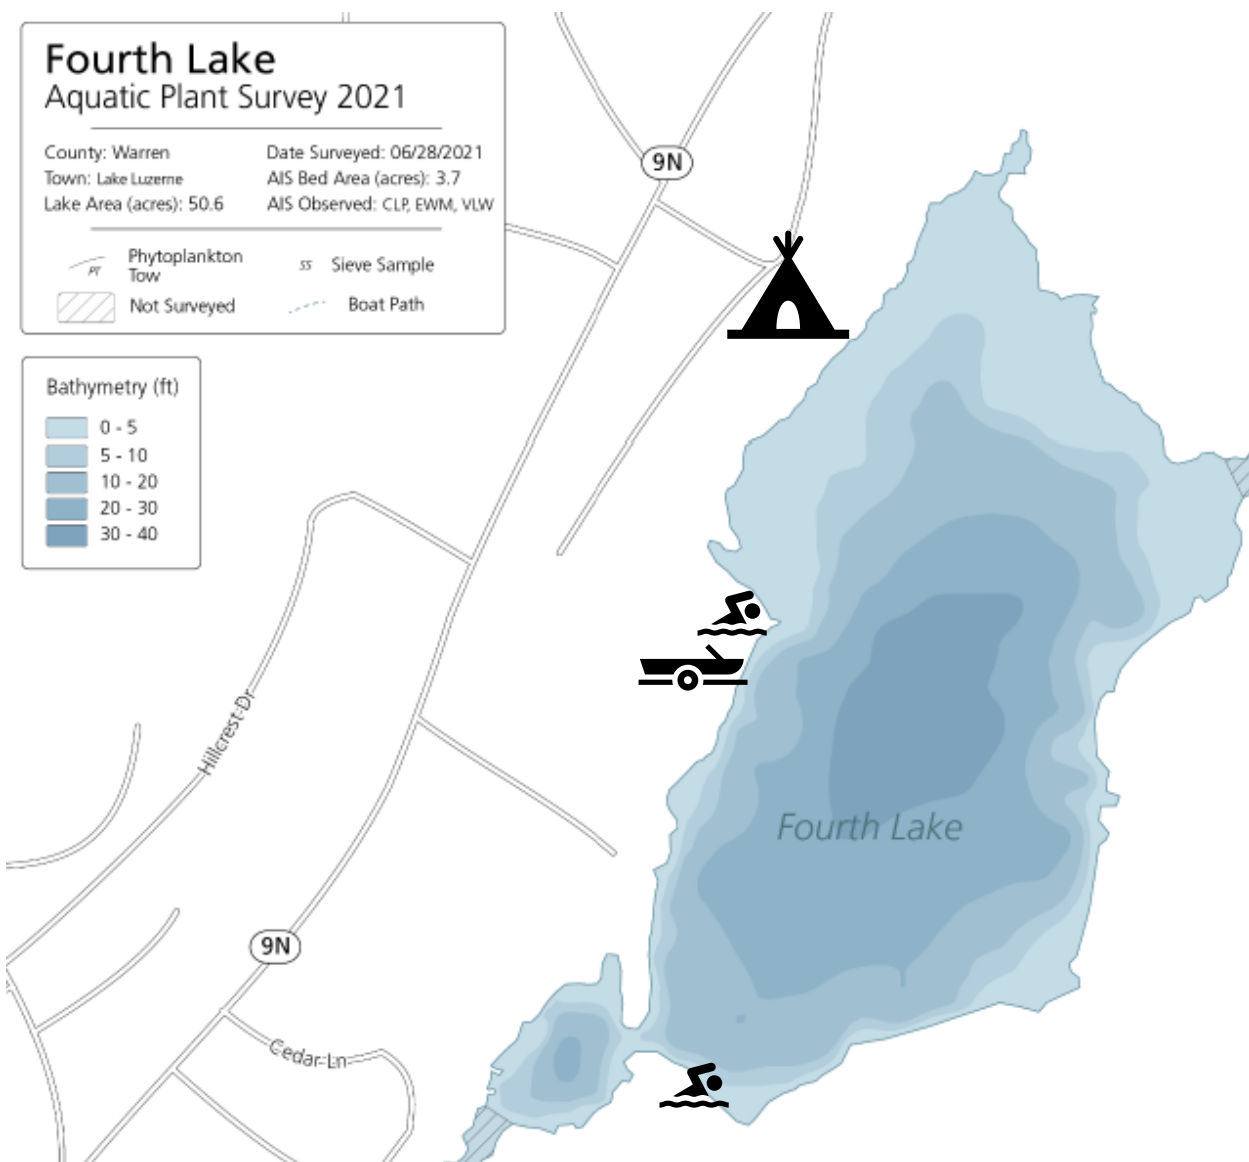 Fourth Lake
Aquatic Plant Survey 2021
County: Warren
Date Surveyed: 06/28/2021
Town: Lake Luzerne
AIS Bed Area (acres): 3.7
Lake Area (acres): 50.6
AIS Observed: CLP, EWM, VLW
PT
Phytoplankton
Tow
SS
Sieve Sample
Not Surveyed
Boat Path
Bathymetry (ft)
0 - 5
5 - 10
10 - 20
20 - 30
30 - 40
9N
Hillcrest Dr
Fourth Lake
9N
Cedar Ln